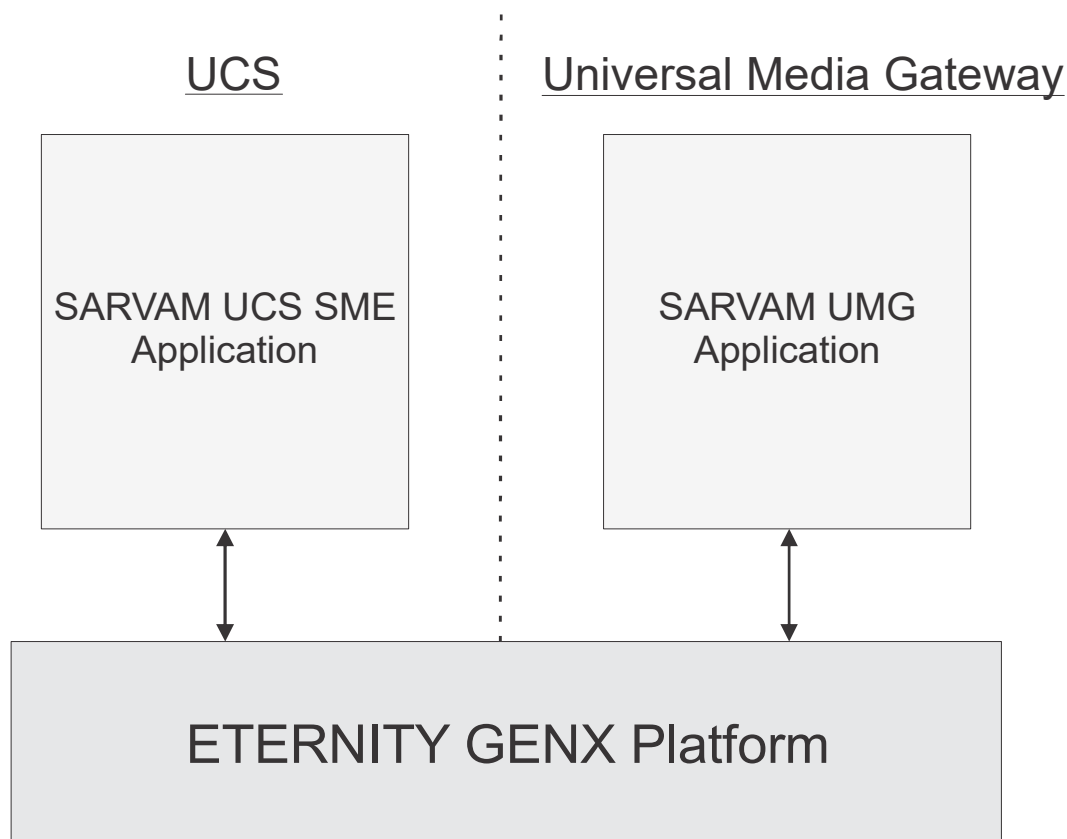 UCS
Universal Media Gateway
SARVAM UCS SME
Application
SARVAM UMG
Application
ETERNITY GENX Platform